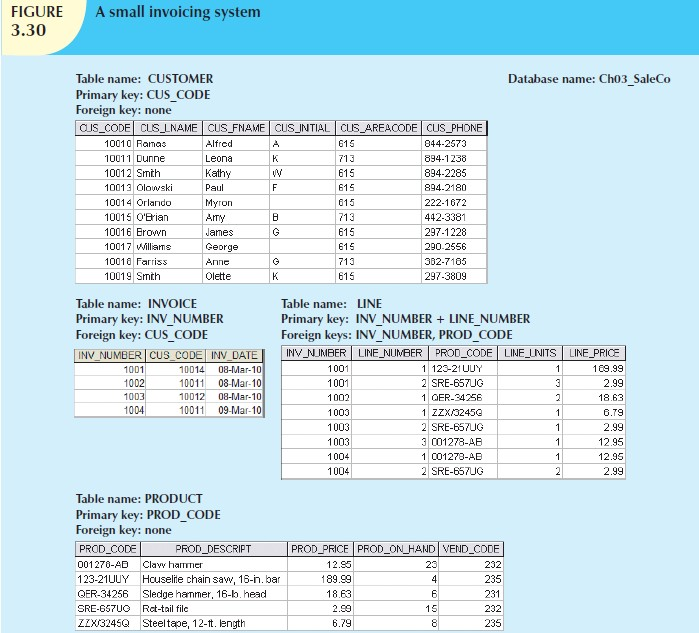 FIGURE 3.30
A small invoicing system
Table name: CUSTOMER
Database name: Ch03_SaleCo
Primary key: CUS_CODE
Foreign key: none
CUS_CODE CUS_LNAME CUS_FNAME CUS_INITIAL CUS_AREACODE CUS_PHONE
10010 Ramas Alfred A 615 844-2573
10011 Dunne Leona K 713 894-1238
10012 Smith Kathy W 615 894-2285
10013 Olowski Paul F 615 894-2180
10014 Orlando Myron 615 222-1672
10015 O'Brian Amy B 713 442-3381
10016 Brown James G 615 297-1228
10017 Williams George 615 290-2556
10018 Farriss Anne G 713 382-7185
10019 Smith Olette K 615 297-3809
Table name: INVOICE
Primary key: INV_NUMBER
Foreign key: CUS_CODE
INV_NUMBER CUS_CODE INV_DATE
1001 10014 08-Mar-10
1002 10011 08-Mar-10
1003 10012 08-Mar-10
1004 10011 09-Mar-10
Table name: LINE
Primary key: INV_NUMBER + LINE_NUMBER
Foreign keys: INV_NUMBER, PROD_CODE
INV_NUMBER LINE_NUMBER PROD_CODE LINE_UNITS LINE_PRICE
1001 1 123-21UUY 1 189.99
1001 2 SRE-657UG 3 2.99
1002 1 QER-34256 2 18.63
1003 1 ZZX/3245Q 1 6.79
1003 2 SRE-657UG 1 2.99
1003 3 001278-AB 1 12.95
1004 1 001278-AB 1 12.95
1004 2 SRE-657UG 2 2.99
Table name: PRODUCT
Primary key: PROD_CODE
Foreign key: none
PROD_CODE PROD_DESCRIPT PROD_PRICE PROD_ON_HAND VEND_CODE
001278-AB Claw hammer 12.95 23 232
123-21UUY Houselite chain saw, 16-in. bar 189.99 4 235
QER-34256 Sledge hammer, 16-lb. head 18.63 6 231
SRE-657UG Rat-tail file 2.99 15 232
ZZX/3245Q Steel tape, 12-ft. length 6.79 8 235